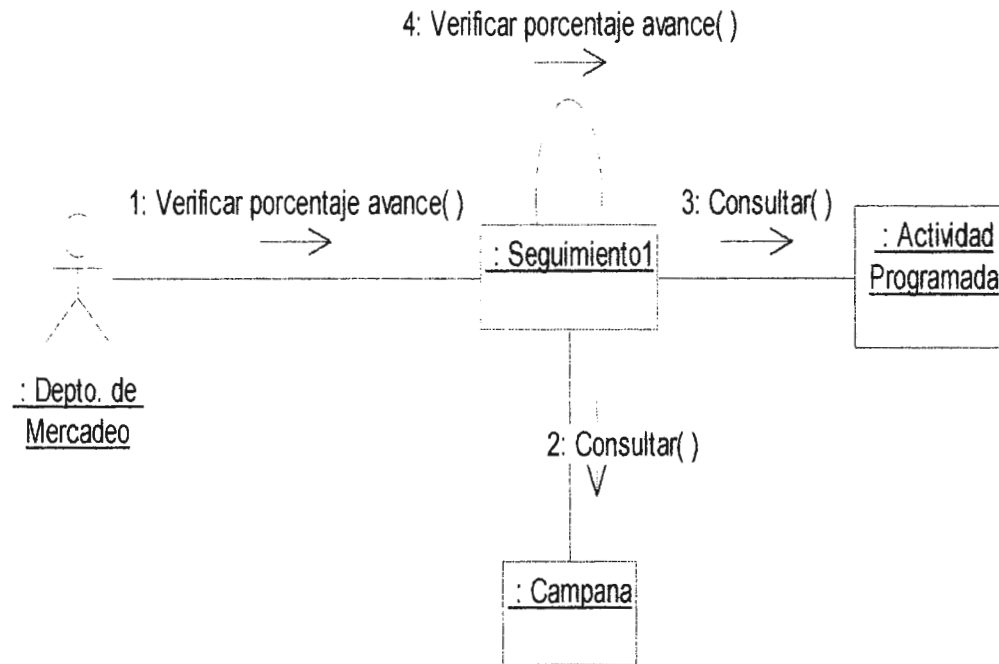 4: Verificar porcentaje avance( )
1: Verificar porcentaje avance( )
3: Consultar( )
: Seguimiento1
: Actividad
Programada
: Depto. de
Mercadeo
2: Consultar( )
: Campana